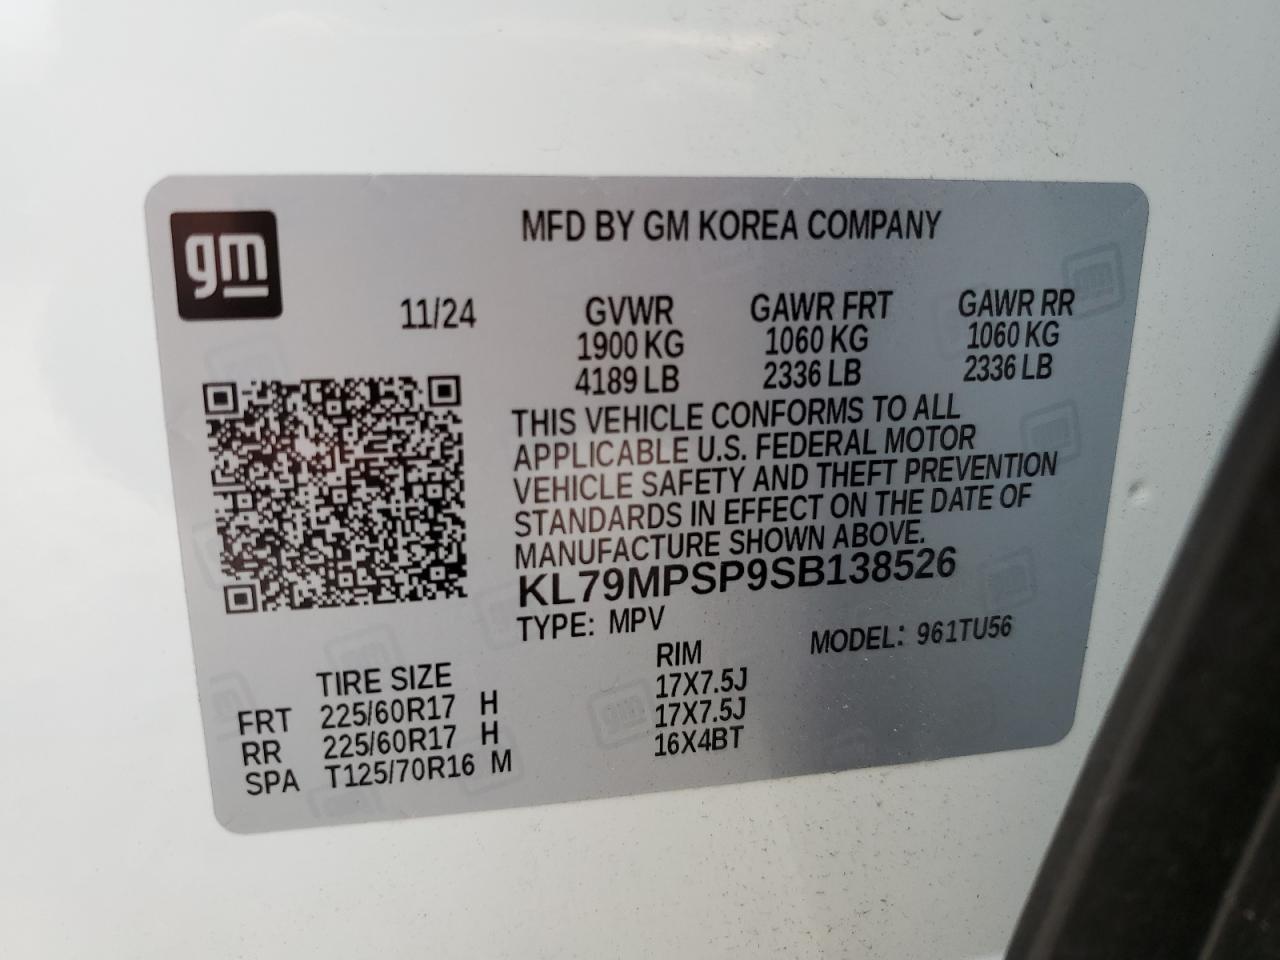 gm
MFD BY GM KOREA COMPANY
11/24 GVWR GAWR FRT GAWR RR
1900 KG 1060 KG 1060 KG
4189 LB 2336 LB 2336 LB
THIS VEHICLE CONFORMS TO ALL
APPLICABLE U.S. FEDERAL MOTOR
VEHICLE SAFETY AND THEFT PREVENTION
STANDARDS IN EFFECT ON THE DATE OF
MANUFACTURE SHOWN ABOVE.
KL79MPSP9SB138526
TYPE: MPV MODEL: 961TU56
TIRE SIZE RIM
FRT 225/60R17 H 17X7.5J
RR 225/60R17 H 17X7.5J
SPA T125/70R16 M 16X4BT